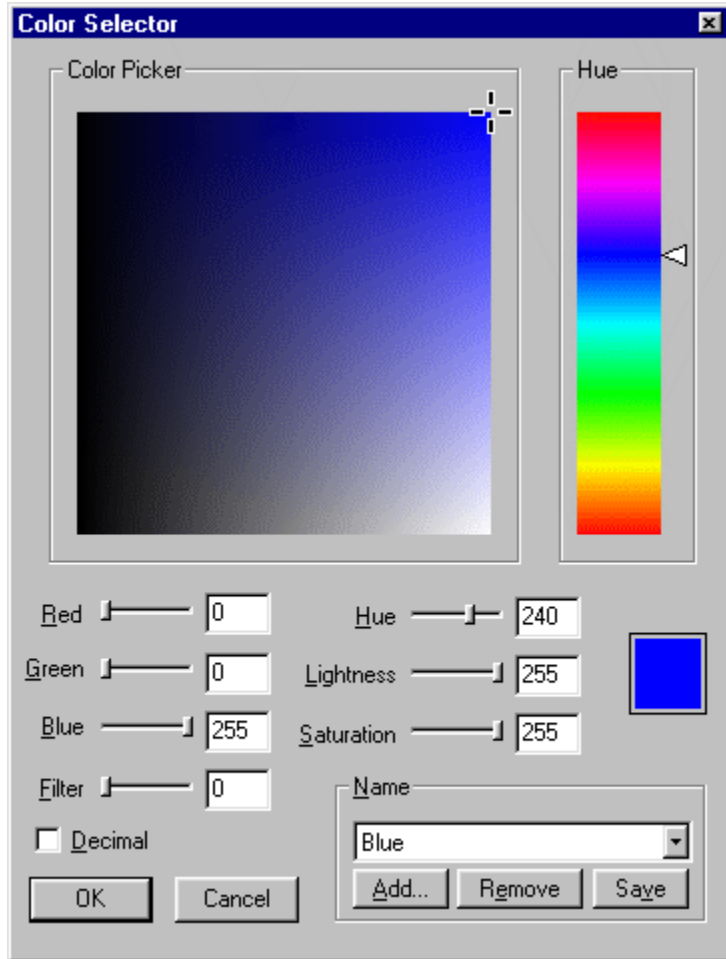 Color Selector
Color Picker
Hue
Red 0
Hue 240
Green 0
Lightness 255
Blue 255
Saturation 255
Filter 0
Name
Decimal
Blue
OK Cancel
Add... Remove Save